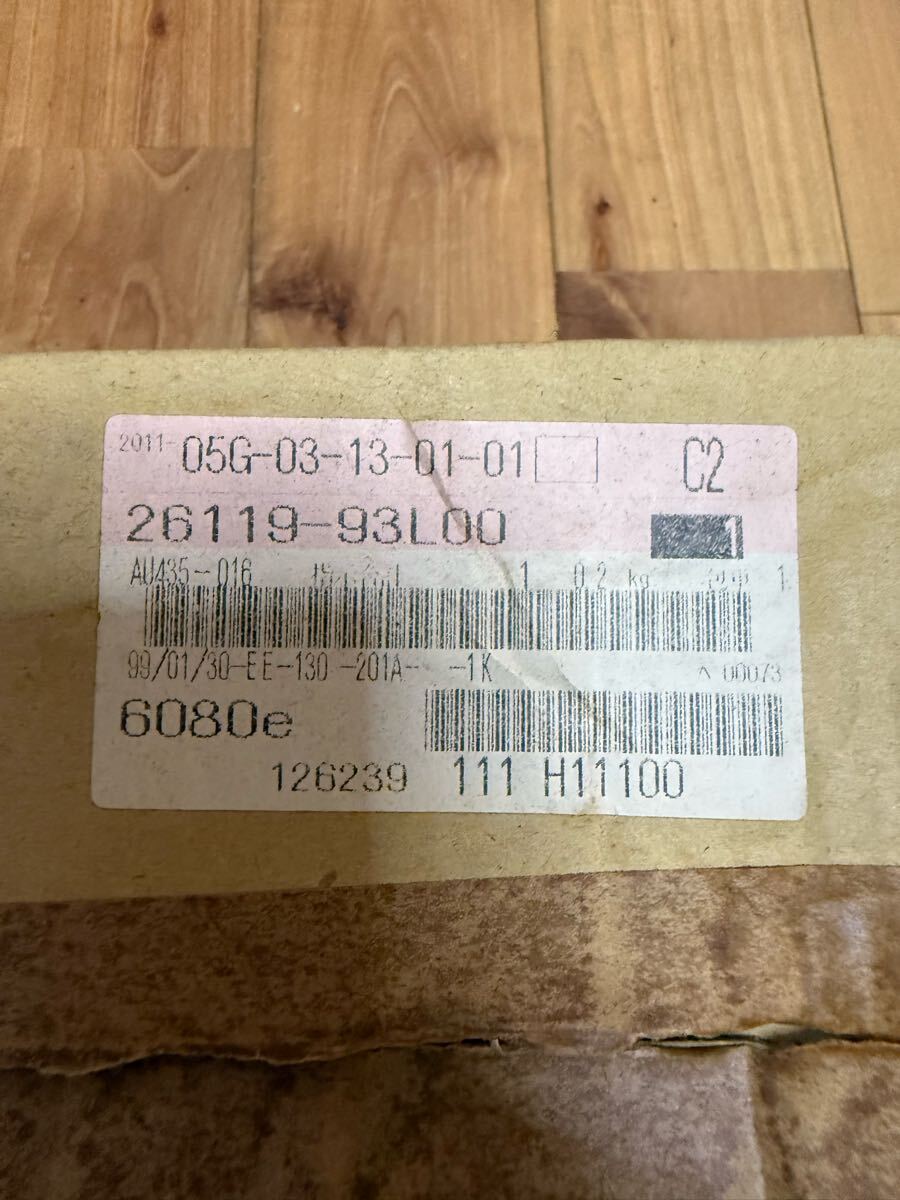 2011- 05G-03-13-01-01 C2
26119-93L00 1
AU435-016 1 0.2 kg 1
99/01/30-EE-130 -201A- -1K ^ 00073
6080e
126239 111 H11100